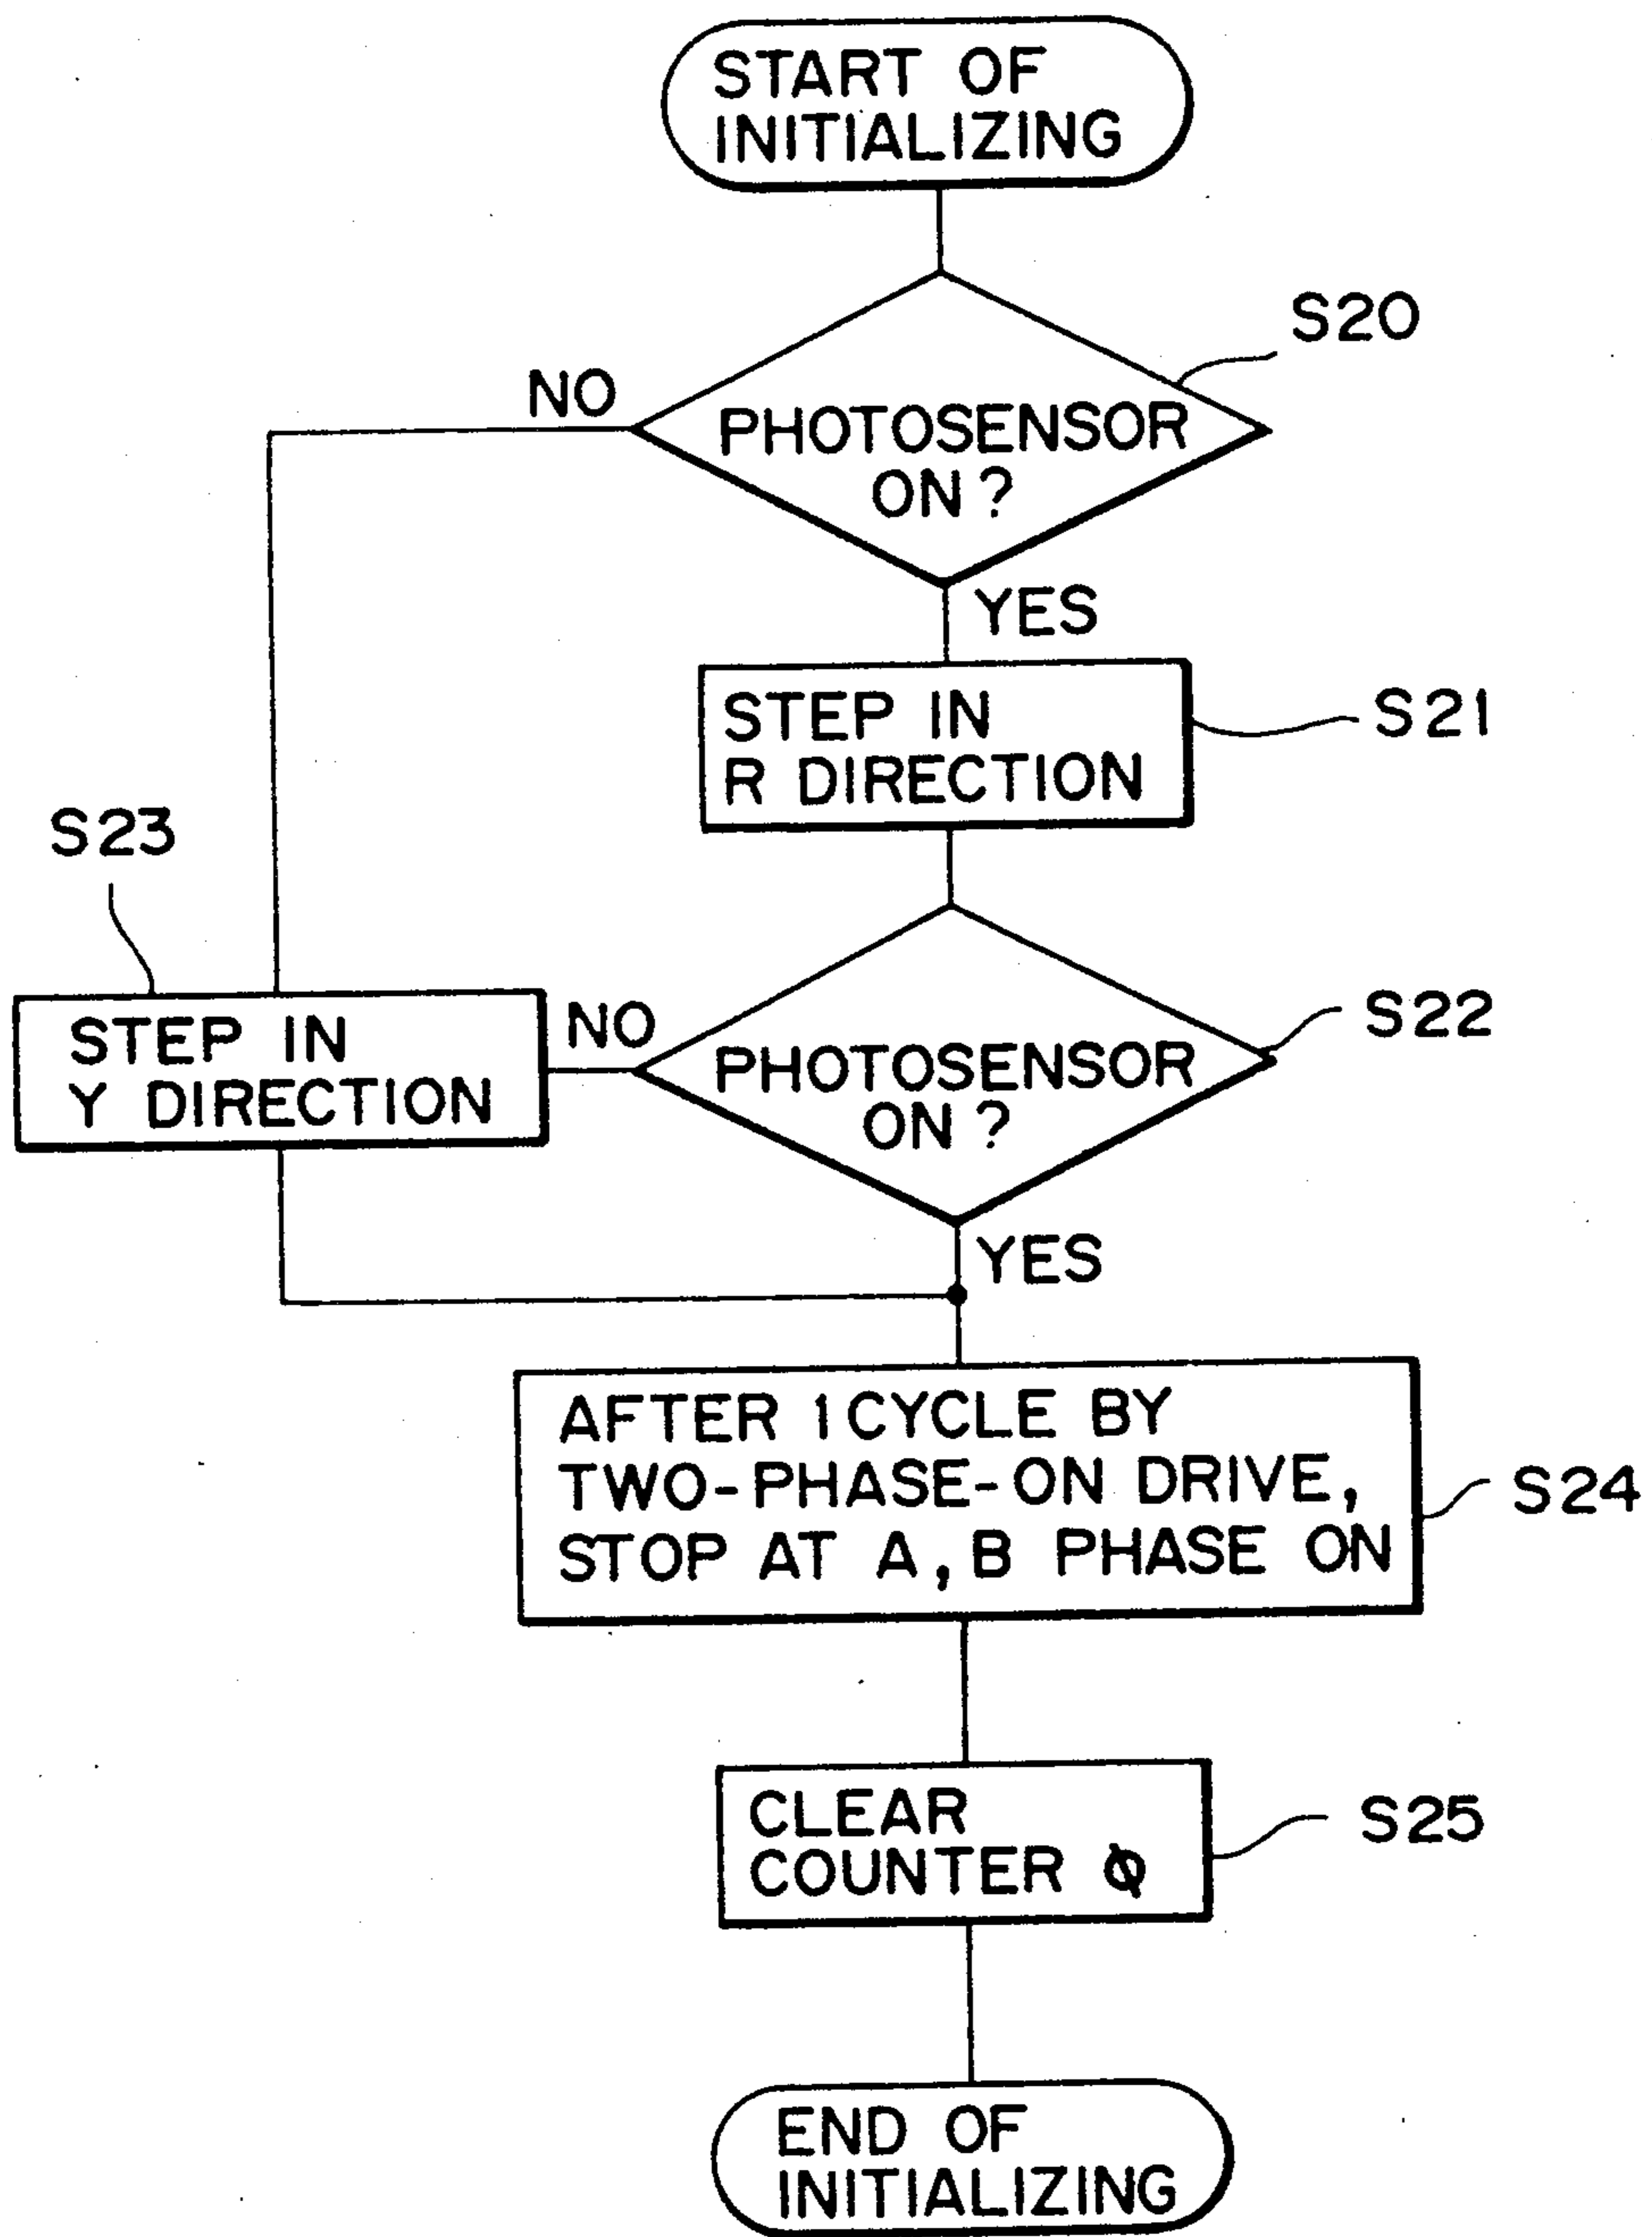 START OF
INITIALIZING
S20
NO
PHOTOSENSOR
ON?
YES
STEP IN
R DIRECTION
S21
S23
STEP IN
Y DIRECTION
NO
PHOTOSENSOR
ON?
S22
YES
AFTER 1 CYCLE BY
TWO-PHASE-ON DRIVE,
STOP AT A, B PHASE ON
S24
CLEAR
COUNTER φ
S25
END OF
INITIALIZING